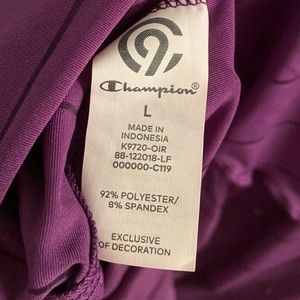 Champion®
L
MADE IN
INDONESIA
K9720-OIR
88-122018-LF
000000-C119
92% POLYESTER/
8% SPANDEX
EXCLUSIVE
OF DECORATION